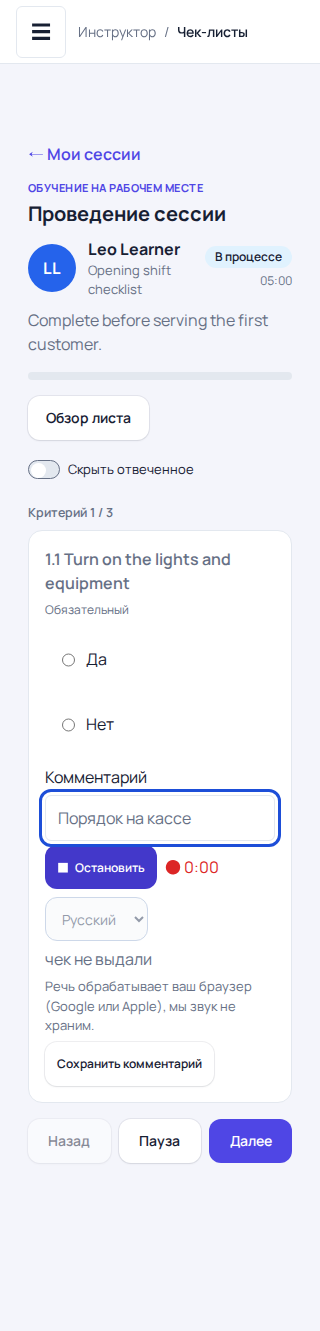 Инструктор / Чек-листы
← Мои сессии
ОБУЧЕНИЕ НА РАБОЧЕМ МЕСТЕ
Проведение сессии
LL
Leo Learner
Opening shift
checklist
В процессе
05:00
Complete before serving the first
customer.
Обзор листа
Скрыть отвеченное
Критерий 1 / 3
1.1 Turn on the lights and
equipment
Обязательный
Да
Нет
Комментарий
Порядок на кассе
Остановить
0:00
Русский
чек не выдали
Речь обрабатывает ваш браузер
(Google или Apple), мы звук не
храним.
Сохранить комментарий
Назад
Пауза
Далее